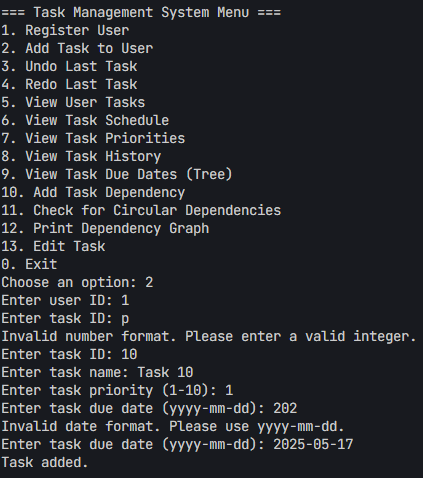 === Task Management System Menu ===
1. Register User
2. Add Task to User
3. Undo Last Task
4. Redo Last Task
5. View User Tasks
6. View Task Schedule
7. View Task Priorities
8. View Task History
9. View Task Due Dates (Tree)
10. Add Task Dependency
11. Check for Circular Dependencies
12. Print Dependency Graph
13. Edit Task
0. Exit
Choose an option: 2
Enter user ID: 1
Enter task ID: p
Invalid number format. Please enter a valid integer.
Enter task ID: 10
Enter task name: Task 10
Enter task priority (1-10): 1
Enter task due date (yyyy-mm-dd): 202
Invalid date format. Please use yyyy-mm-dd.
Enter task due date (yyyy-mm-dd): 2025-05-17
Task added.